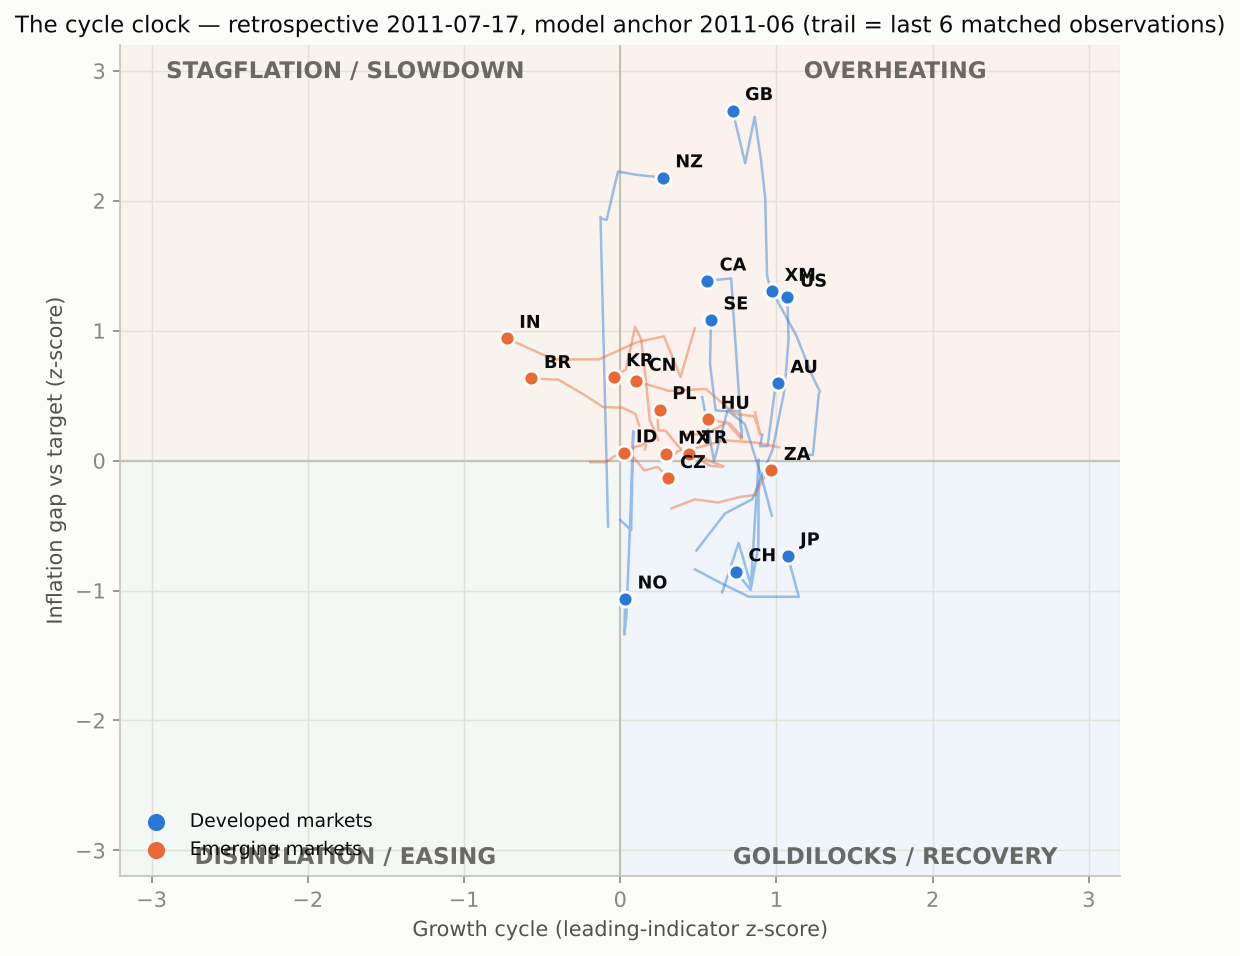 The cycle clock — retrospective 2011-07-17, model anchor 2011-06 (trail = last 6 matched observations)
STAGFLATION / SLOWDOWN
OVERHEATING
GB
NZ
CA
XM
US
SE
IN
BR
KR
CN
AU
PL
HU
ID
MX
TR
CZ
ZA
JP
CH
NO
Developed markets
Emerging markets
DISINFLATION / EASING
GOLDILOCKS / RECOVERY
3
2
1
0
−1
−2
−3
−3
−2
−1
0
1
2
3
Inflation gap vs target (z-score)
Growth cycle (leading-indicator z-score)